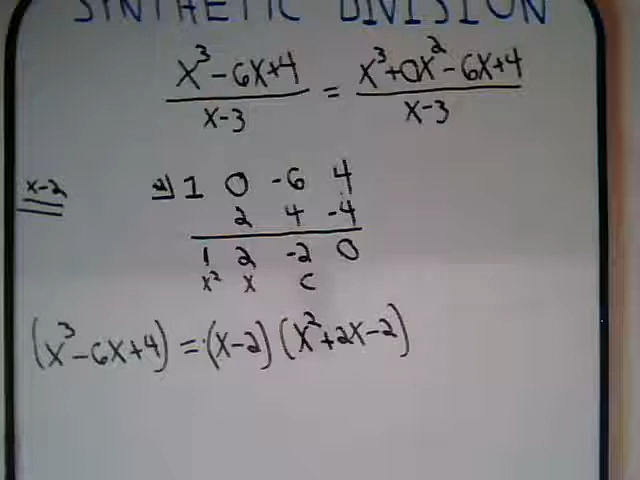 SYNTHETIC DIVISION
x³-6x+4 / x-3 = x³+0x²-6x+4 / x-3
x-2
2⌋ 1 0 -6 4
2 4 -4
1 2 -2 0
x² x c
(x³-6x+4) = (x-2)(x²+2x-2)